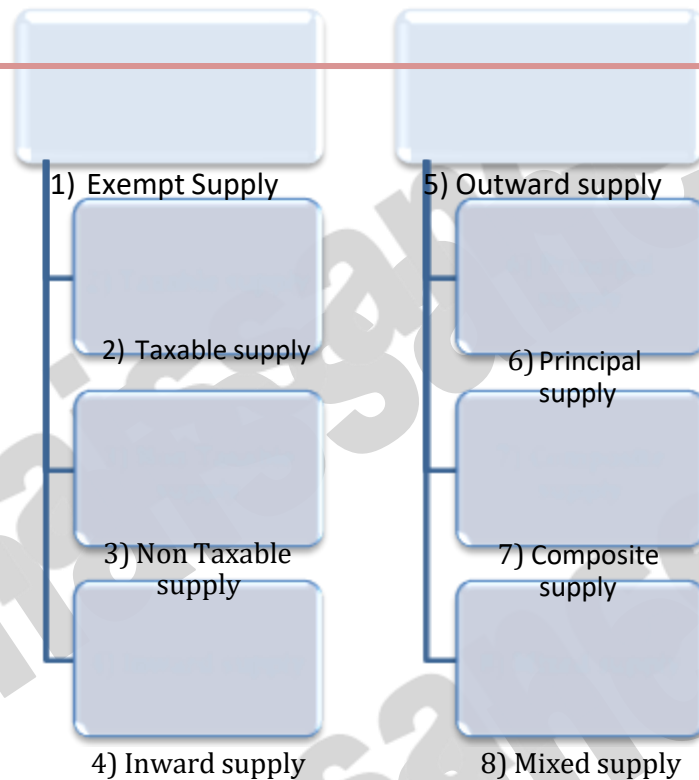 1) Exempt Supply
2) Taxable supply
3) Non Taxable
supply
4) Inward supply
5) Outward supply
6) Principal
supply
7) Composite
supply
8) Mixed supply